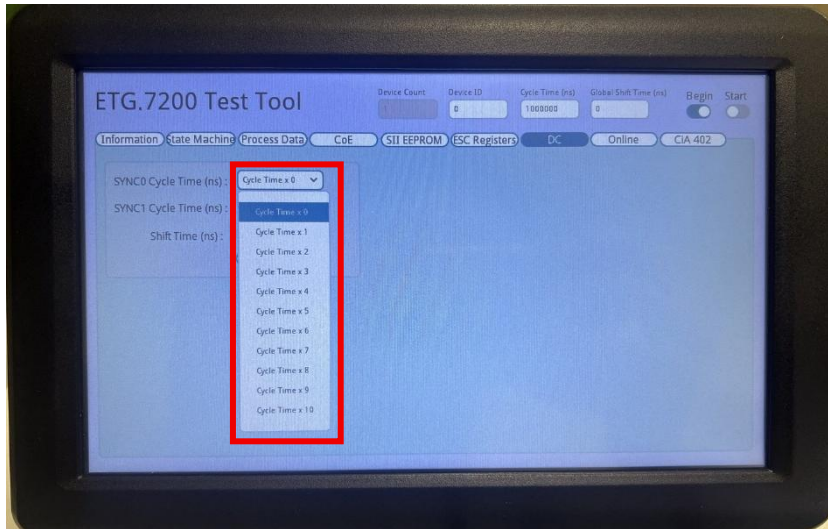 ETG.7200 Test Tool
Device Count Device ID Cycle Time (ns) Global Shift Time (ns) Begin Start
1 0 1000000 0
Information State Machine Process Data CoE SII EEPROM ESC Registers DC Online CiA 402
SYNC0 Cycle Time (ns) : Cycle Time x 0
SYNC1 Cycle Time (ns) :
Shift Time (ns) :
Cycle Time x 0
Cycle Time x 1
Cycle Time x 2
Cycle Time x 3
Cycle Time x 4
Cycle Time x 5
Cycle Time x 6
Cycle Time x 7
Cycle Time x 8
Cycle Time x 9
Cycle Time x 10